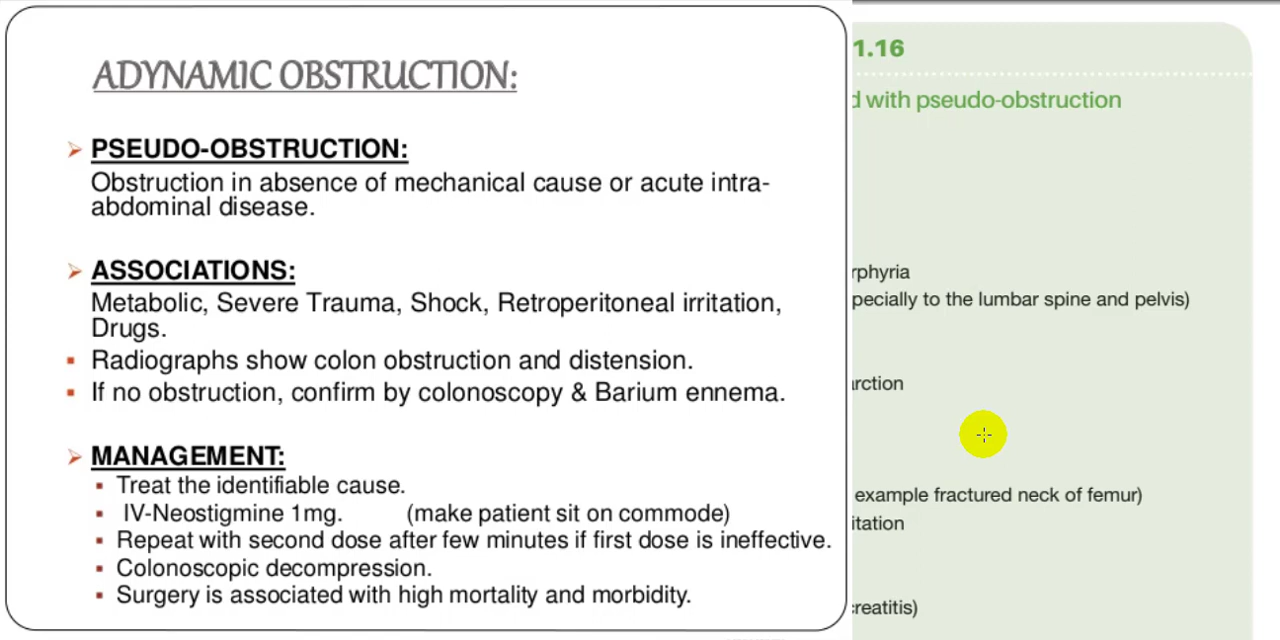 ADYNAMIC OBSTRUCTION:
PSEUDO-OBSTRUCTION:
Obstruction in absence of mechanical cause or acute intra-
abdominal disease.
ASSOCIATIONS:
Metabolic, Severe Trauma, Shock, Retroperitoneal irritation,
Drugs.
Radiographs show colon obstruction and distension.
If no obstruction, confirm by colonoscopy & Barium ennema.
MANAGEMENT:
Treat the identifiable cause.
IV-Neostigmine 1mg. (make patient sit on commode)
Repeat with second dose after few minutes if first dose is ineffective.
Colonoscopic decompression.
Surgery is associated with high mortality and morbidity.
1.16
with pseudo-obstruction
rphyria
pecially to the lumbar spine and pelvis)
arction
example fractured neck of femur)
itation
creatitis)